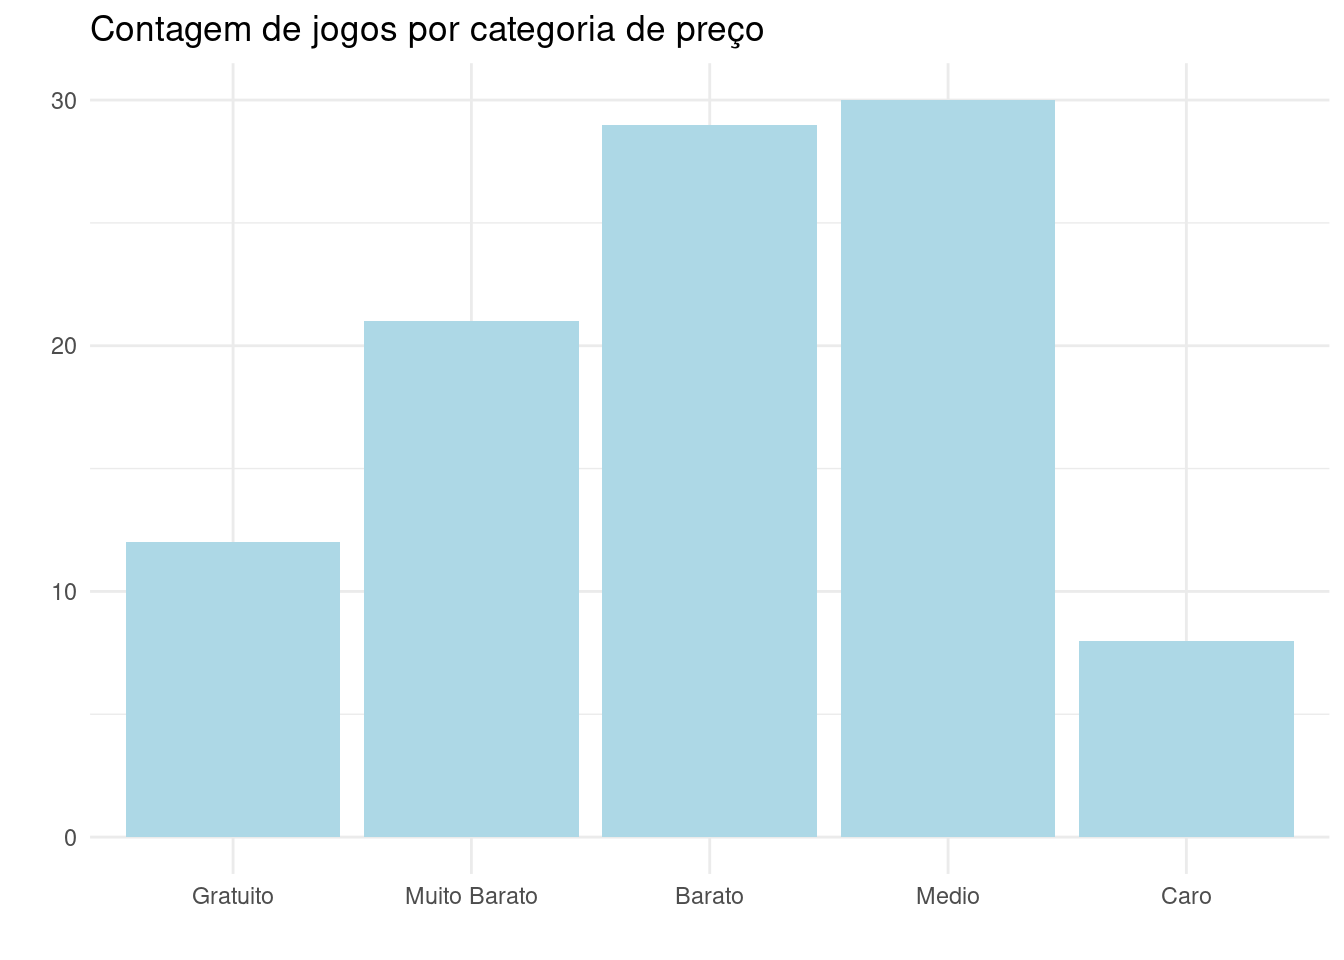 Contagem de jogos por categoria de preço
30
20
10
0
Gratuito
Muito Barato
Barato
Medio
Caro